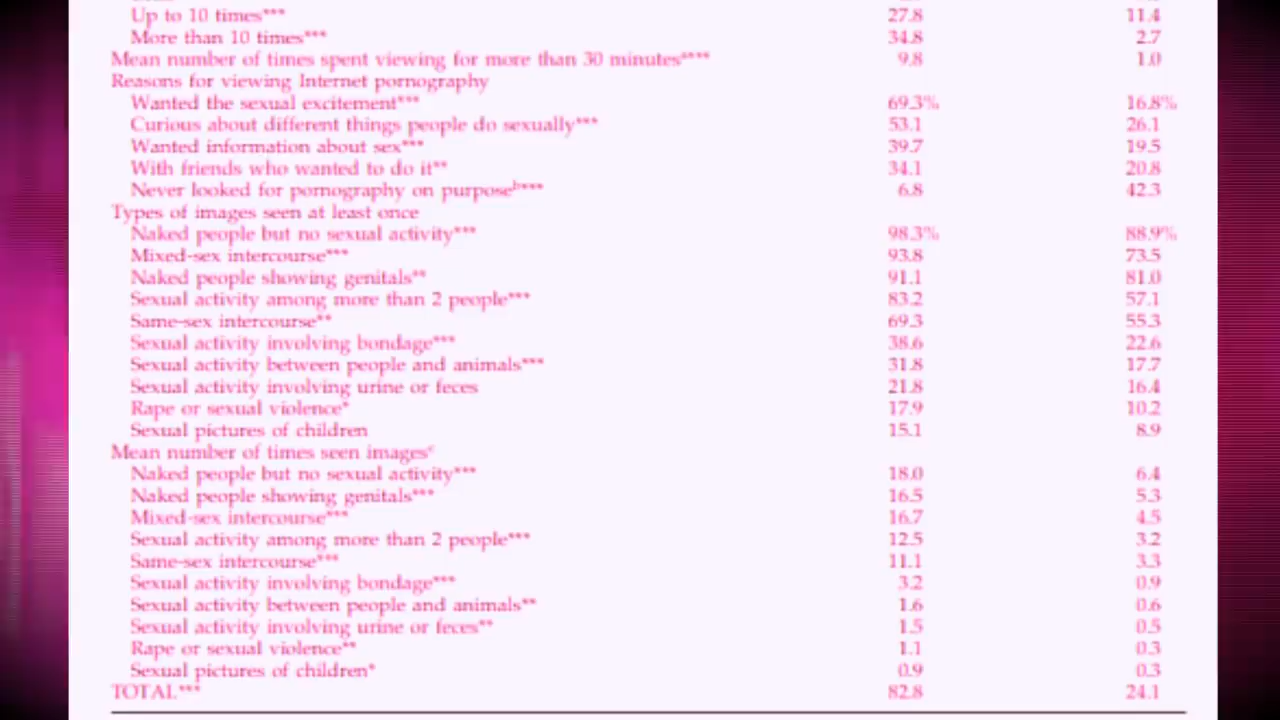 Up to 10 times*** 27.8 11.4
More than 10 times*** 34.8 2.7
Mean number of times spent viewing for more than 30 minutes**** 9.8 1.0
Reasons for viewing Internet pornography
Wanted the sexual excitement*** 69.3% 16.8%
Curious about different things people do sexually*** 53.1 26.1
Wanted information about sex*** 39.7 19.5
With friends who wanted to do it** 34.1 20.8
Never looked for pornography on purposeb*** 6.8 42.3
Types of images seen at least once
Naked people but no sexual activity*** 98.3% 88.9%
Mixed-sex intercourse*** 93.8 73.5
Naked people showing genitals** 91.1 81.0
Sexual activity among more than 2 people*** 83.2 57.1
Same-sex intercourse** 69.3 55.3
Sexual activity involving bondage*** 38.6 22.6
Sexual activity between people and animals*** 31.8 17.7
Sexual activity involving urine or feces 21.8 16.4
Rape or sexual violence* 17.9 10.2
Sexual pictures of children 15.1 8.9
Mean number of times seen imagesc
Naked people but no sexual activity*** 18.0 6.4
Naked people showing genitals*** 16.5 5.3
Mixed-sex intercourse*** 16.7 4.5
Sexual activity among more than 2 people*** 12.5 3.2
Same-sex intercourse*** 11.1 3.3
Sexual activity involving bondage*** 3.2 0.9
Sexual activity between people and animals** 1.6 0.6
Sexual activity involving urine or feces** 1.5 0.5
Rape or sexual violence** 1.1 0.3
Sexual pictures of children* 0.9 0.3
TOTAL*** 82.8 24.1